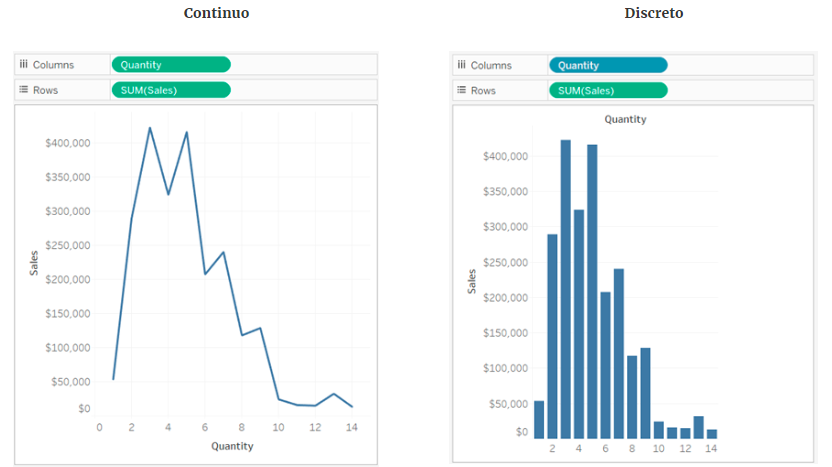 Continuo
Columns Quantity
Rows SUM(Sales)
$400,000
$350,000
$300,000
$250,000
$200,000
$150,000
$100,000
$50,000
$0
Sales
0 2 4 6 8 10 12 14
Quantity
Discreto
Columns Quantity
Rows SUM(Sales)
Quantity
$400,000
$350,000
$300,000
$250,000
$200,000
$150,000
$100,000
$50,000
$0
Sales
2 4 6 8 10 12 14